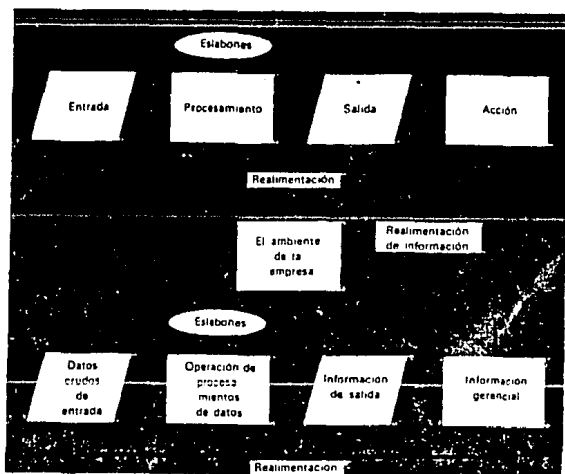 Eslabones
Entrada
Procesamiento
Salida
Acción
Realimentación
El ambiente
de la
empresa
Realimentación
de información
Eslabones
Datos
crudos
de
entrada
Operación de
procesa
mientos
de datos
Información
de salida
Información
gerencial
Realimentación